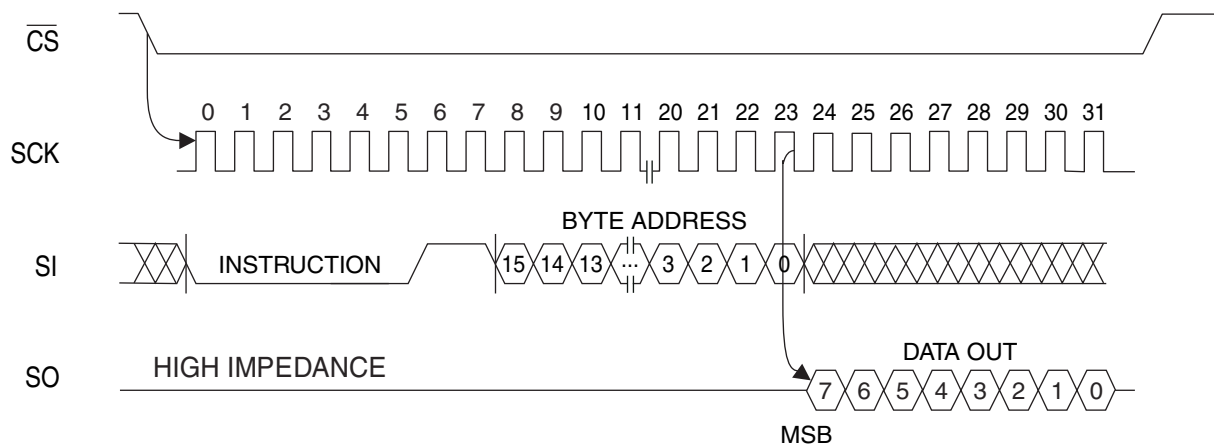 CS
0 1 2 3 4 5 6 7 8 9 10 11 20 21 22 23 24 25 26 27 28 29 30 31
SCK
BYTE ADDRESS
SI INSTRUCTION 15 14 13 ... 3 2 1 0
HIGH IMPEDANCE DATA OUT
SO 7 6 5 4 3 2 1 0
MSB